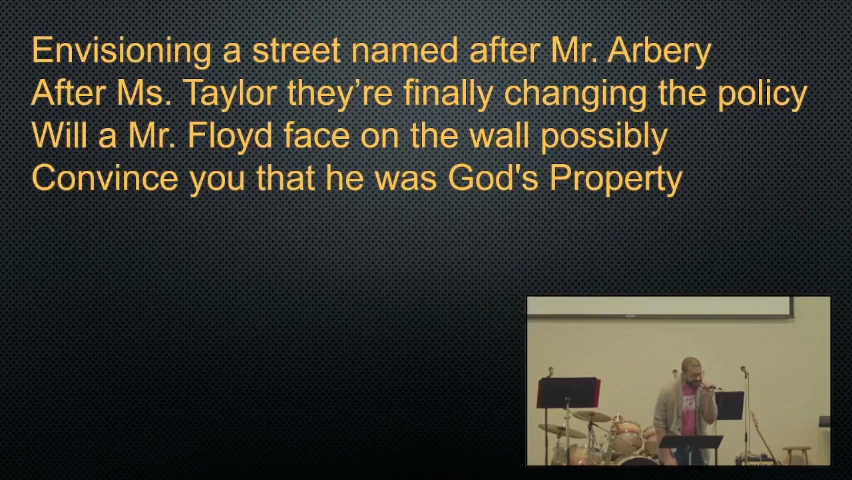 Envisioning a street named after Mr. Arbery
After Ms. Taylor they’re finally changing the policy
Will a Mr. Floyd face on the wall possibly
Convince you that he was God's Property